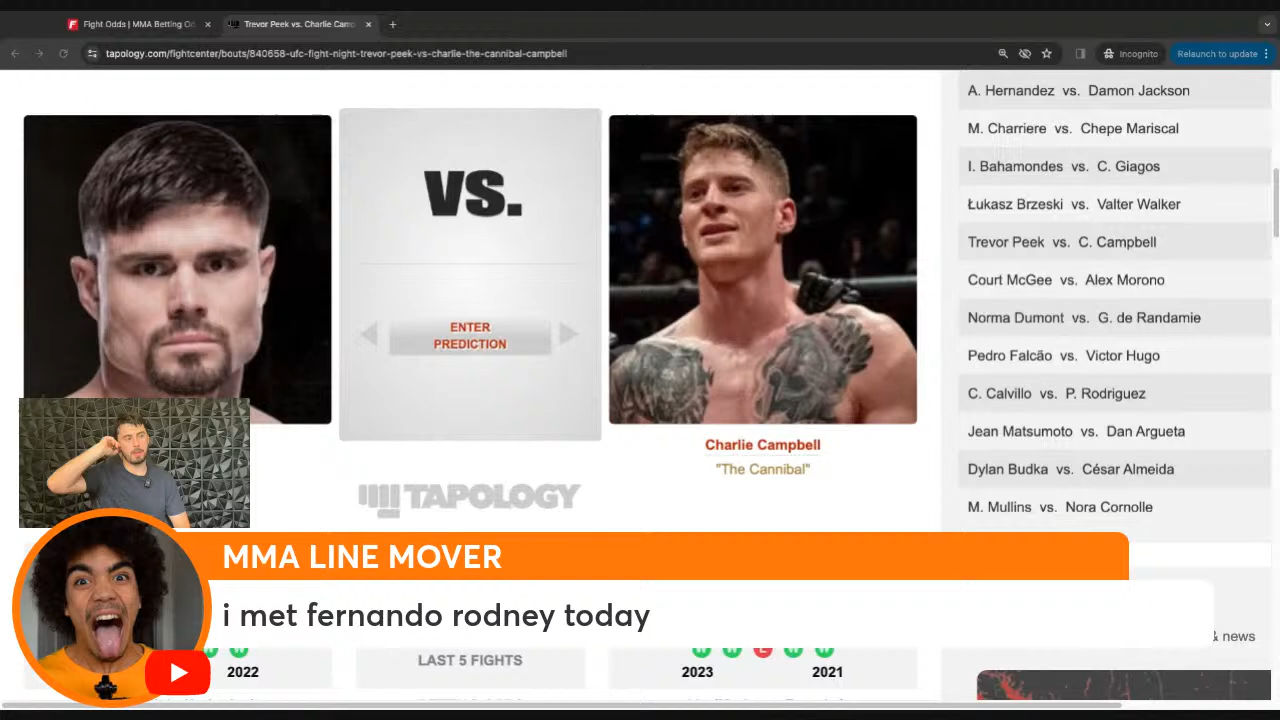 Fight Odds | MMA Betting Od
Trevor Peek vs. Charlie Camp
tapology.com/fightcenter/bouts/840658-ufc-fight-night-trevor-peek-vs-charlie-the-cannibal-campbell
Incognito
Relaunch to update
VS.
ENTER
PREDICTION
Charlie Campbell
"The Cannibal"
TAPOLOGY
A. Hernandez vs. Damon Jackson
M. Charriere vs. Chepe Mariscal
I. Bahamondes vs. C. Giagos
Łukasz Brzeski vs. Valter Walker
Trevor Peek vs. C. Campbell
Court McGee vs. Alex Morono
Norma Dumont vs. G. de Randamie
Pedro Falcão vs. Victor Hugo
C. Calvillo vs. P. Rodriguez
Jean Matsumoto vs. Dan Argueta
Dylan Budka vs. César Almeida
M. Mullins vs. Nora Cornolle
MMA LINE MOVER
i met fernando rodney today
& news
W W
2022
LAST 5 FIGHTS
W W L W W
2023 2021